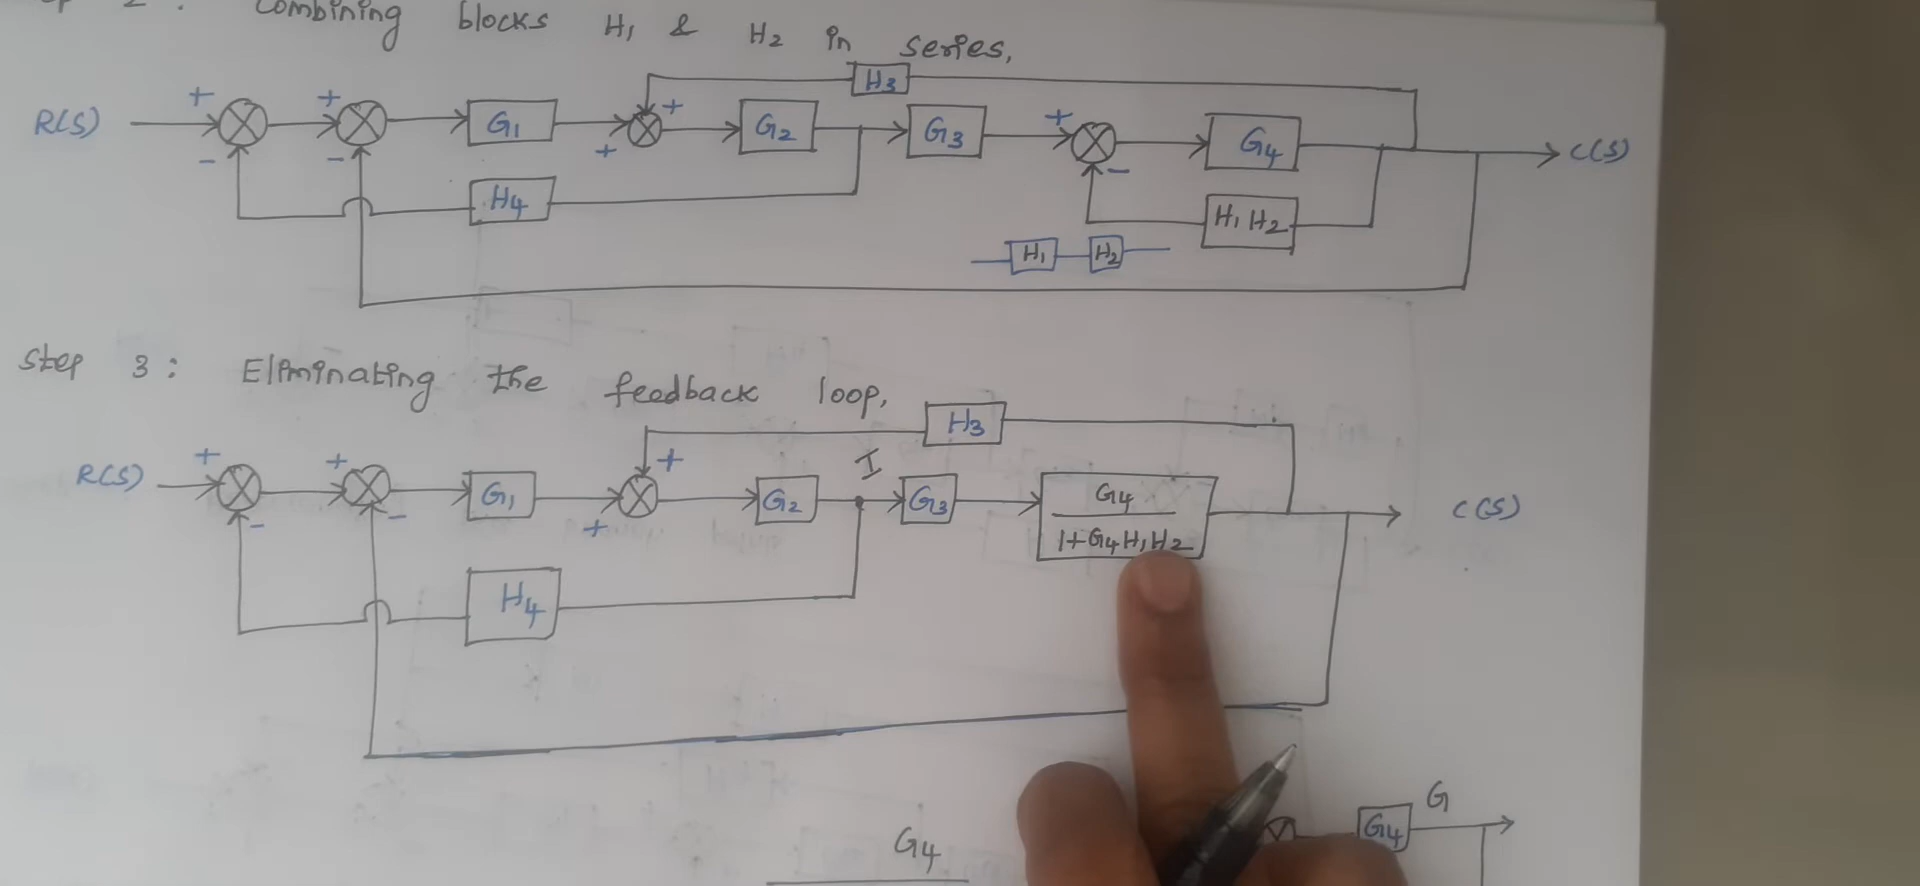 2 : Combining blocks H1 & H2 in series,
H3
R(S) + - + - G1 + + G2 G3 + - G4 C(S)
H4 H1 H2
H1 H2
Step 3 : Eliminating the feedback loop,
H3
R(S) + - + - G1 + + G2 I G3 G4 C(S)
1+G4H1H2
H4
G
G4 G4